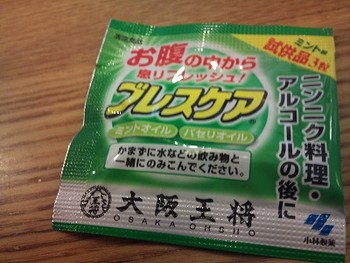 清涼食品
ミント味
試供品 3粒
お腹の中から
息リフレッシュ!
ブレスケア
ミントオイル パセリオイル
かまずに水などの飲み物と
一緒にのみこんでください。
ニンニク料理・
アルコールの後に
大阪王将
OSAKA OHSHO
小林製薬